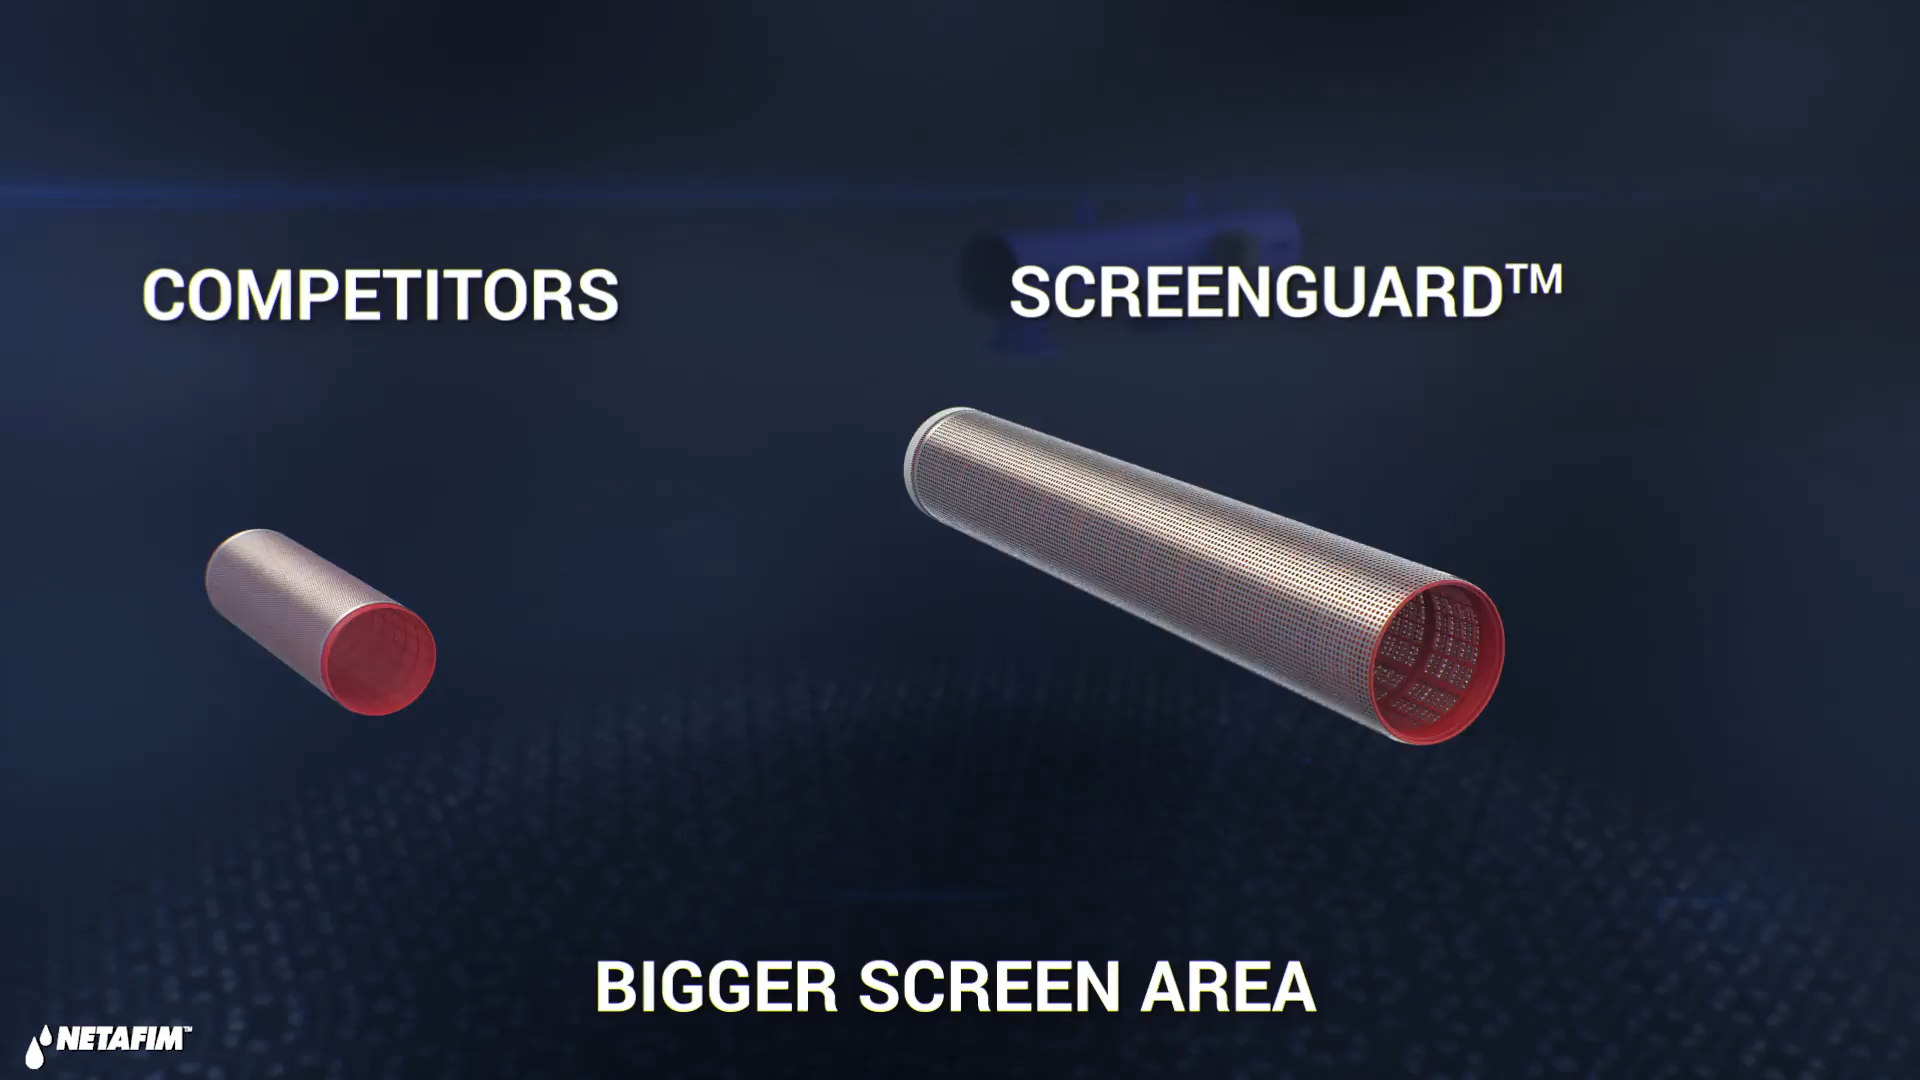 COMPETITORS
SCREENGUARD™
BIGGER SCREEN AREA
NETAFIM™